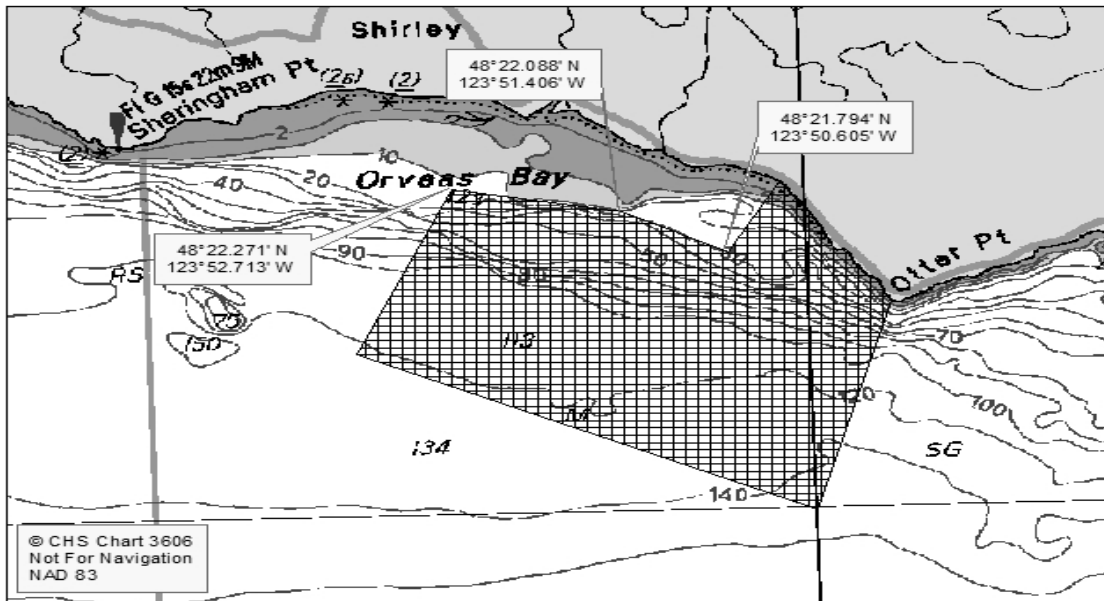 Shirley
48°22.088' N
123°51.406' W
48°21.794' N
123°50.605' W
Fl G 15s 22m 9M
Sheringham Pt
(2)
2
10
20
40
Orveas Bay
48°22.271' N
123°52.713' W
90
Otter Pt
RS
73
150
113
70
120
100
134
SG
140
© CHS Chart 3606
Not For Navigation
NAD 83